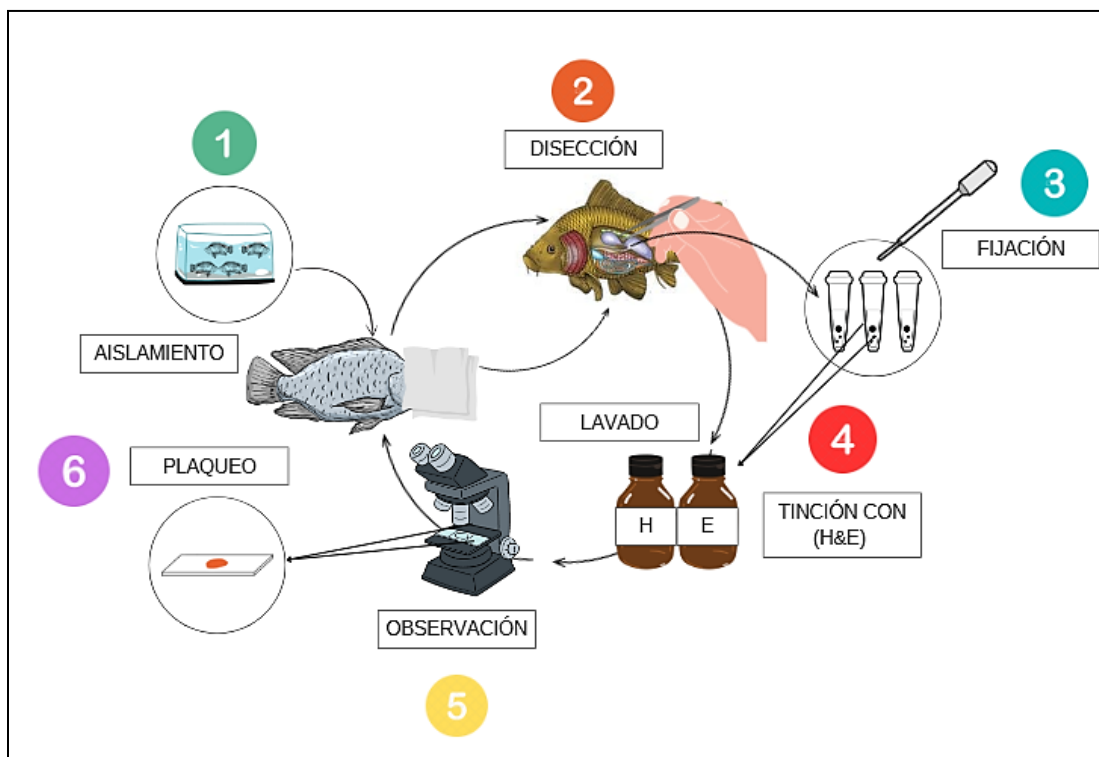 1
AISLAMIENTO
2
DISECCIÓN
3
FIJACIÓN
LAVADO
4
TINCIÓN CON
(H&E)
H
E
5
OBSERVACIÓN
6
PLAQUEO